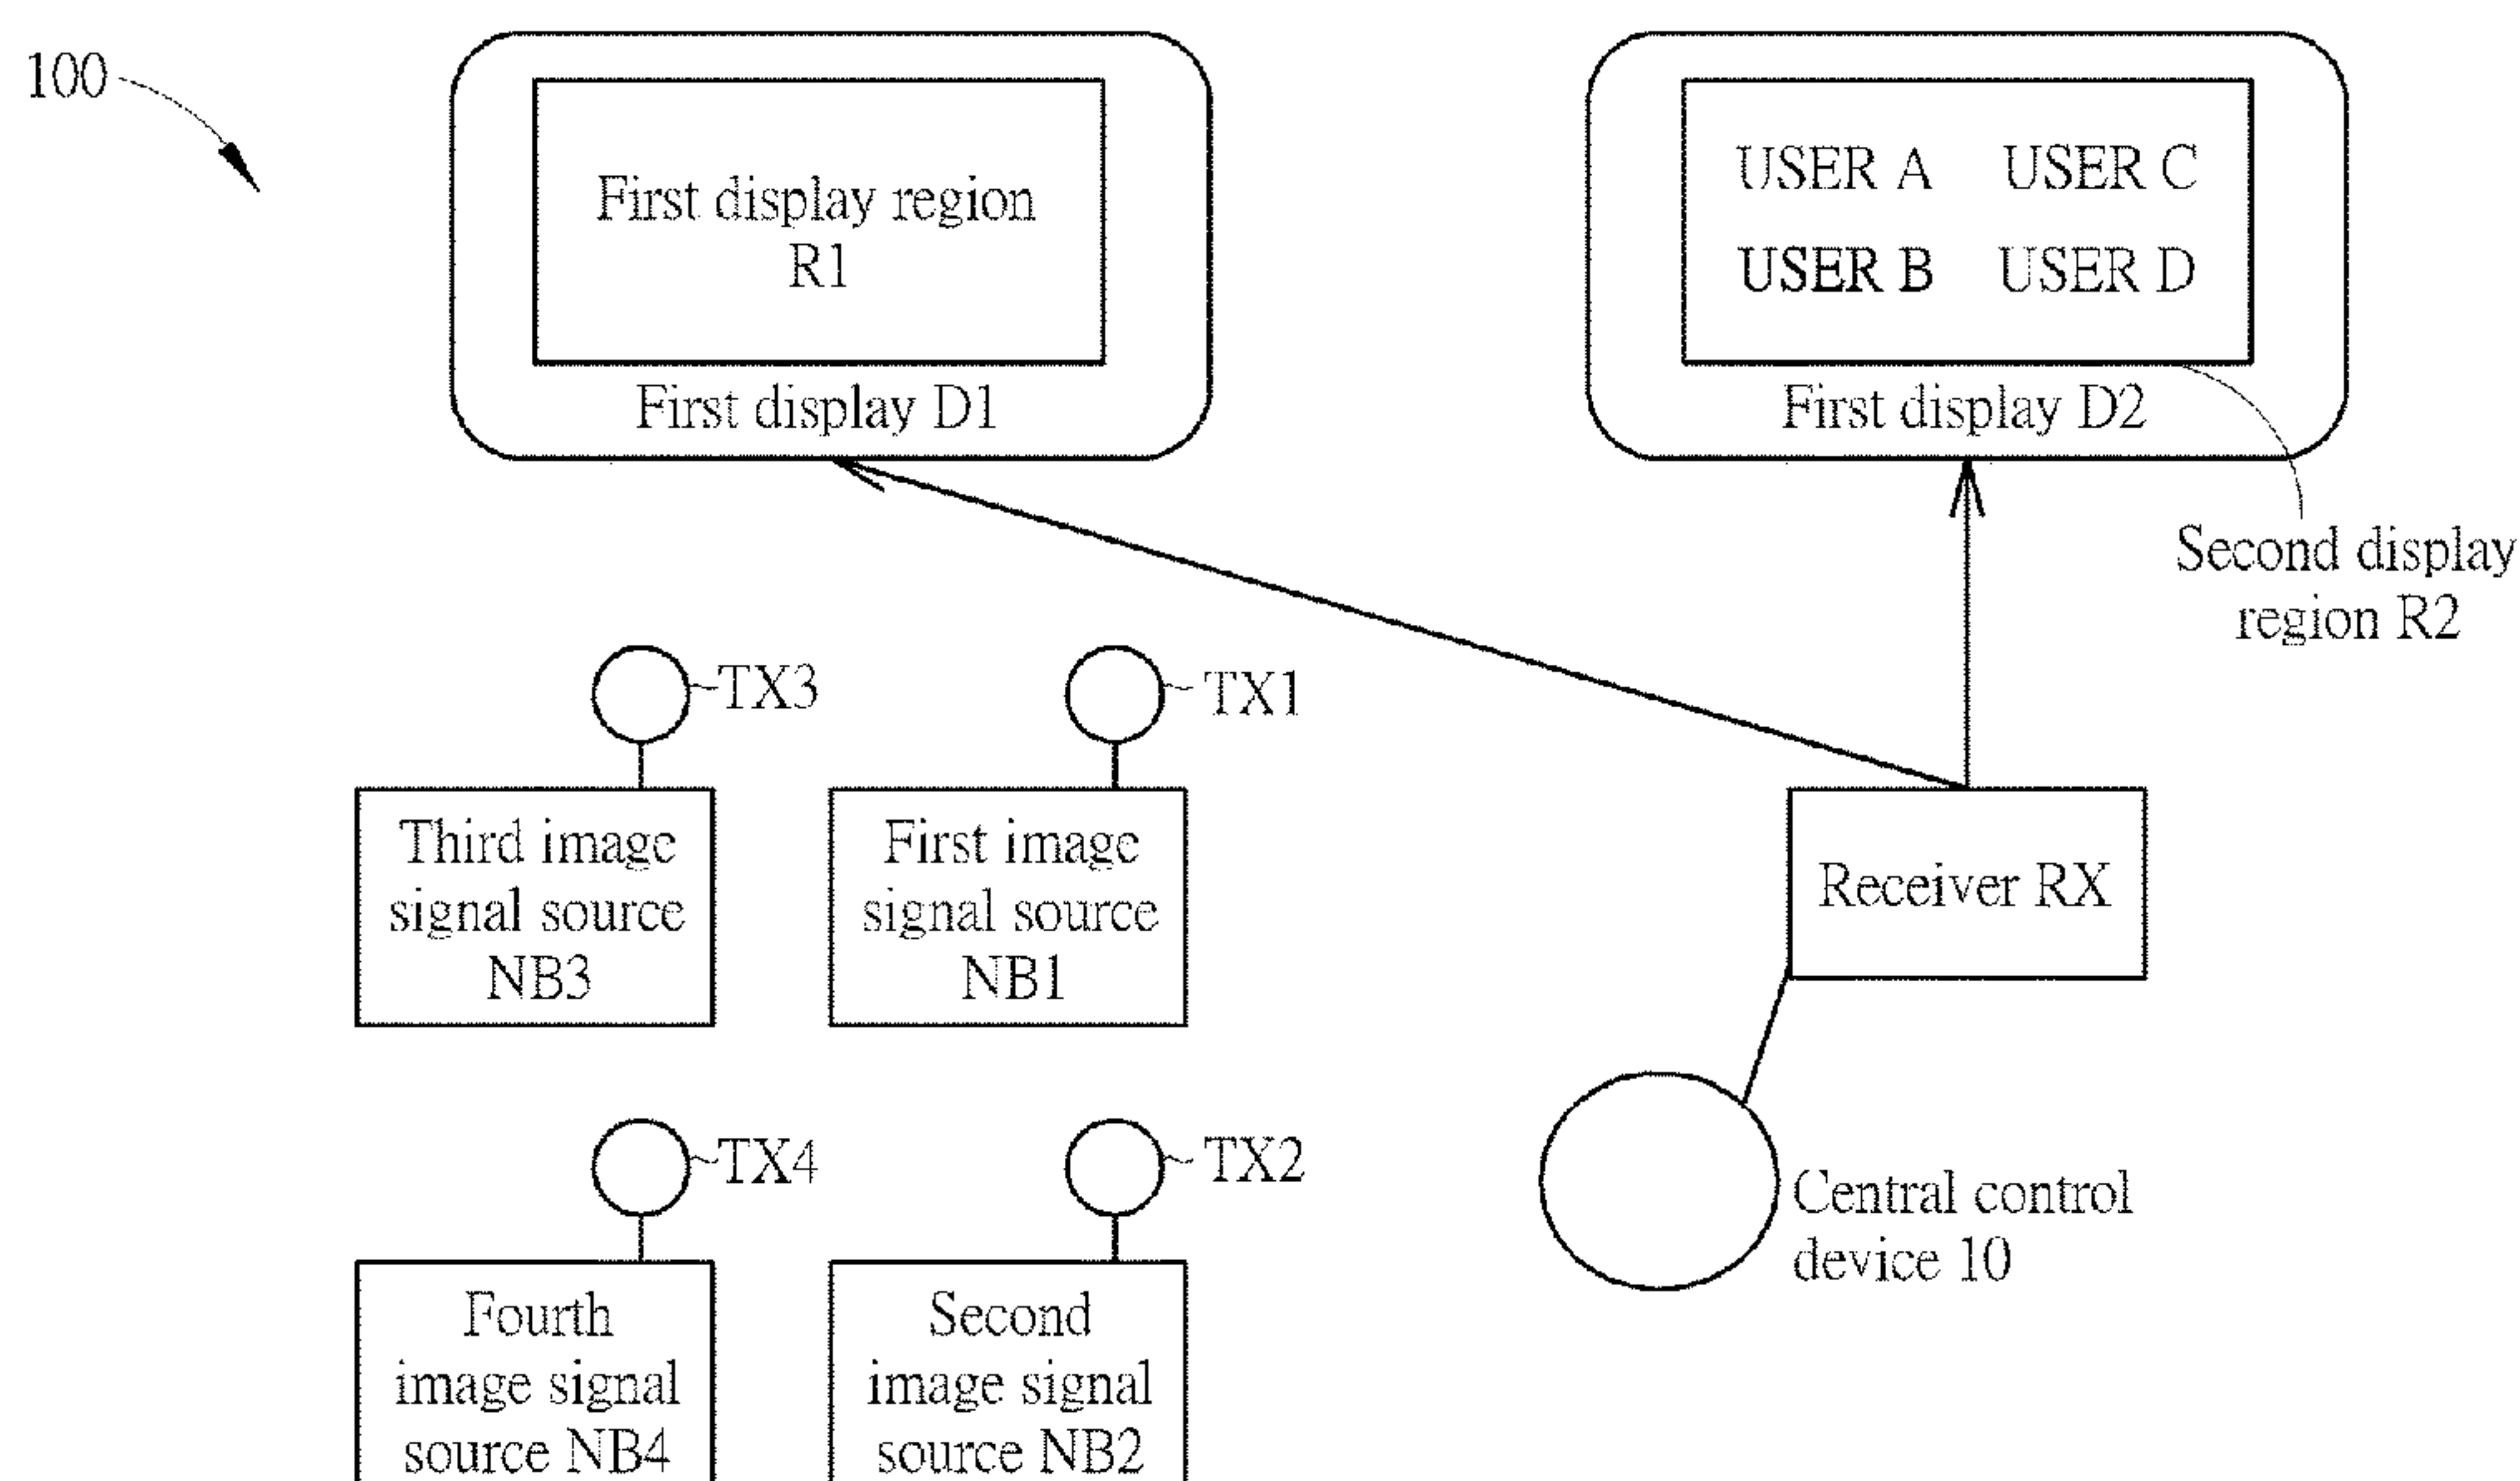 100
First display region
R1
First display D1
USER A USER C
USER B USER D
First display D2
Second display
region R2
TX3
TX1
Third image
signal source
NB3
First image
signal source
NB1
Receiver RX
TX4
TX2
Central control
device 10
Fourth
image signal
source NB4
Second
image signal
source NB2